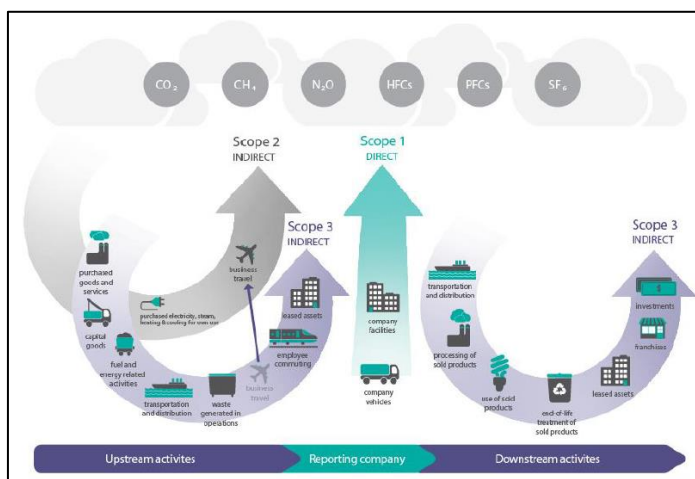 CO₂
CH₄
N₂O
HFCs
PFCs
SF₆
Scope 2
INDIRECT
Scope 1
DIRECT
Scope 3
INDIRECT
Scope 3
INDIRECT
purchased
goods and
services
capital
goods
fuel and
energy related
activities
transportation
and distribution
waste
generated in
operations
business
travel
purchased electricity, steam,
heating & cooling for own use
business
travel
employee
commuting
leased assets
company
facilities
company
vehicles
transportation
and distribution
processing of
sold products
use of sold
products
end-of-life
treatment of
sold products
leased assets
franchises
investments
Upstream activites
Reporting company
Downstream activites